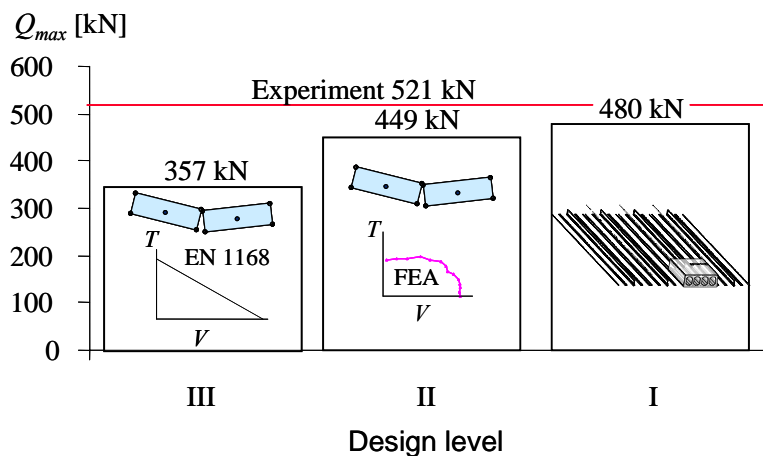 Qmax [kN]
600
Experiment 521 kN
500
449 kN
480 kN
400
357 kN
300
T
EN 1168
T
200
FEA
100
V
V
0
III
II
I
Design level